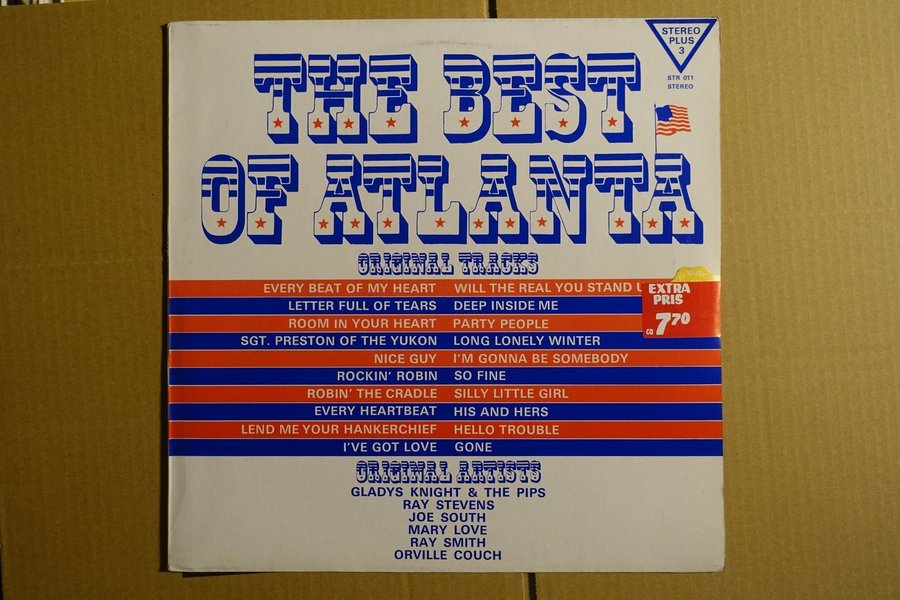 STEREO
PLUS
3
STR 011
STEREO
THE BEST
OF ATLANTA
ORIGINAL TRACKS
EVERY BEAT OF MY HEART WILL THE REAL YOU STAND
LETTER FULL OF TEARS DEEP INSIDE ME
ROOM IN YOUR HEART PARTY PEOPLE
SGT. PRESTON OF THE YUKON LONG LONELY WINTER
NICE GUY I'M GONNA BE SOMEBODY
ROCKIN' ROBIN SO FINE
ROBIN' THE CRADLE SILLY LITTLE GIRL
EVERY HEARTBEAT HIS AND HERS
LEND ME YOUR HANKERCHIEF HELLO TROUBLE
I'VE GOT LOVE GONE
EXTRA
PRIS
CD 7 70
ORIGINAL ARTISTS
GLADYS KNIGHT & THE PIPS
RAY STEVENS
JOE SOUTH
MARY LOVE
RAY SMITH
ORVILLE COUCH